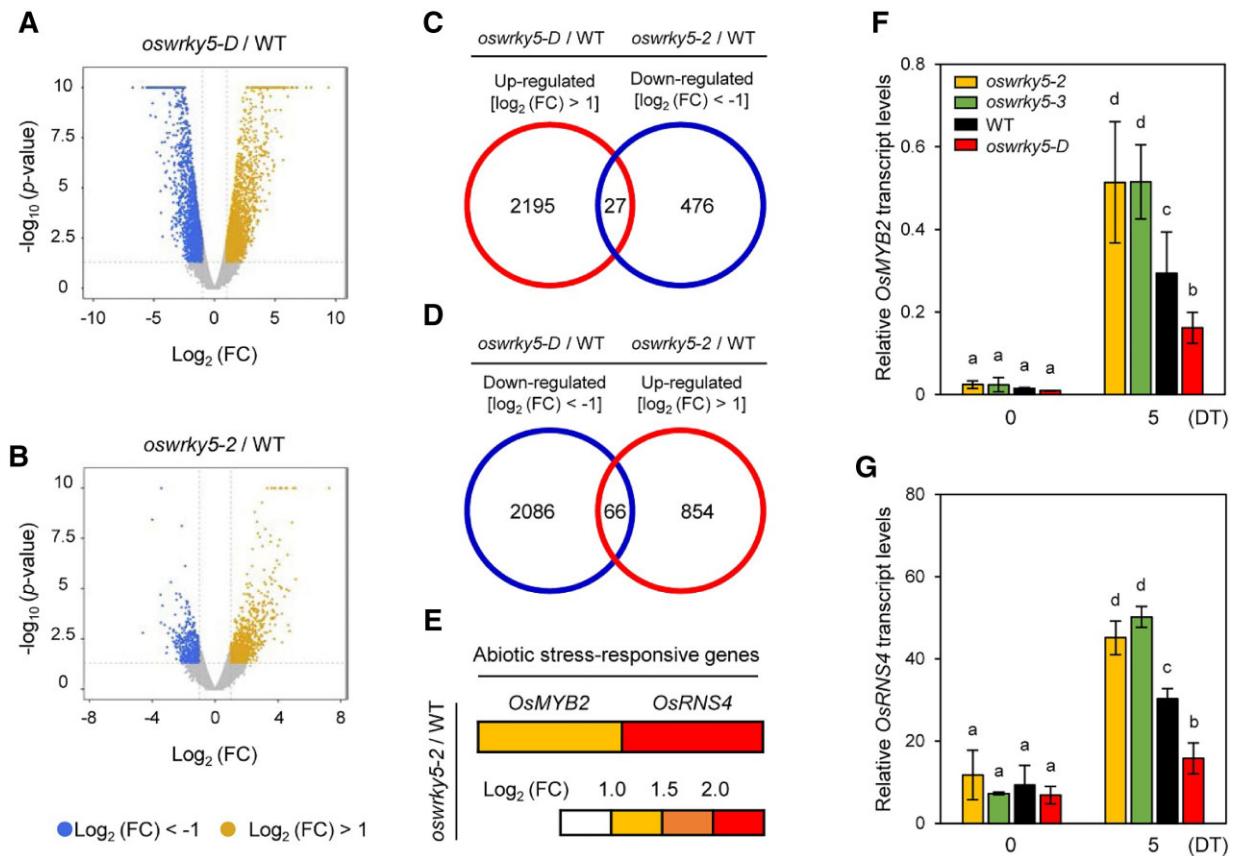 A
oswrky5-D / WT
-log10 (p-value)
10
7.5
5
2.5
0
-10 -5 0 5 10
Log2 (FC)
B
oswrky5-2 / WT
-log10 (p-value)
10
7.5
5
2.5
0
-4 0 4 8
Log2 (FC)
Log2 (FC) < -1 Log2 (FC) > 1
C
oswrky5-D / WT oswrky5-2 / WT
Up-regulated Down-regulated
[log2 (FC) > 1] [log2 (FC) < -1]
2195 27 476
D
oswrky5-D / WT oswrky5-2 / WT
Down-regulated Up-regulated
[log2 (FC) < -1] [log2 (FC) > 1]
2086 66 854
E
Abiotic stress-responsive genes
OsMYB2 OsRNS4
oswrky5-2 / WT
Log2 (FC) 1.0 1.5 2.0
F
Relative OsMYB2 transcript levels
0.8
0.6
0.4
0.2
0
oswrky5-2
oswrky5-3
WT
oswrky5-D
a a a a d d c b
0 5 (DT)
G
Relative OsRNS4 transcript levels
80
60
40
20
0
a a a a d d c b
0 5 (DT)